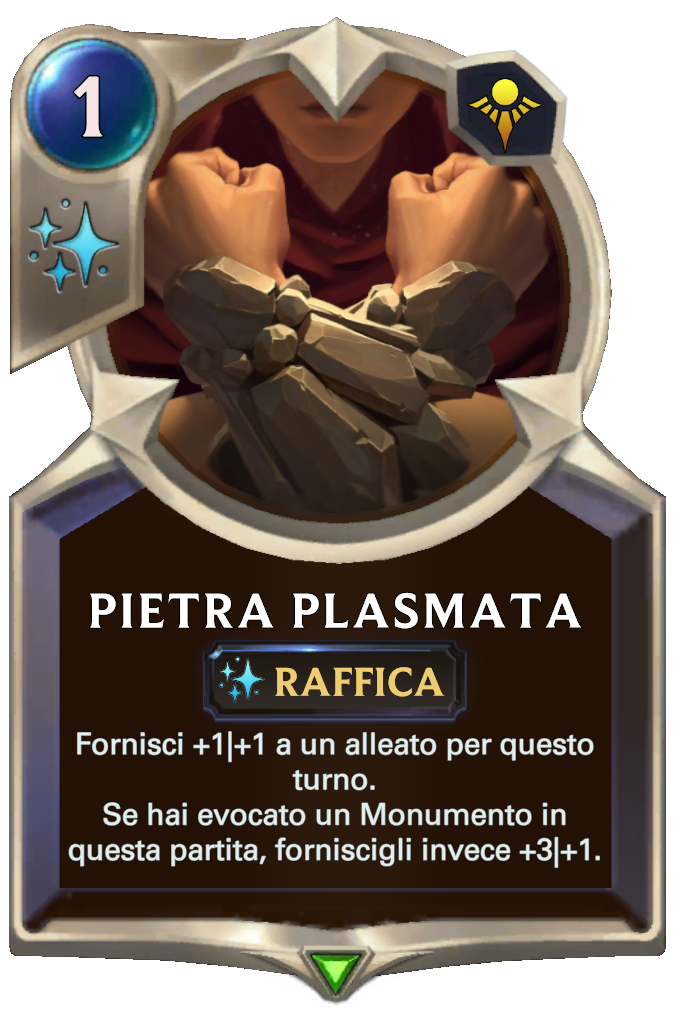 1
PIETRA PLASMATA
RAFFICA
Fornisci +1|+1 a un alleato per questo
turno.
Se hai evocato un Monumento in
questa partita, forniscigli invece +3|+1.